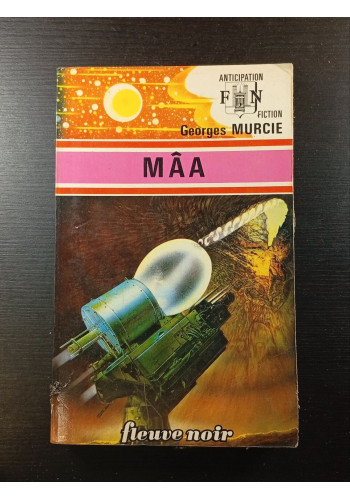 ANTICIPATION
FN
FICTION
Georges MURCIE
MÂA
fleuve noir